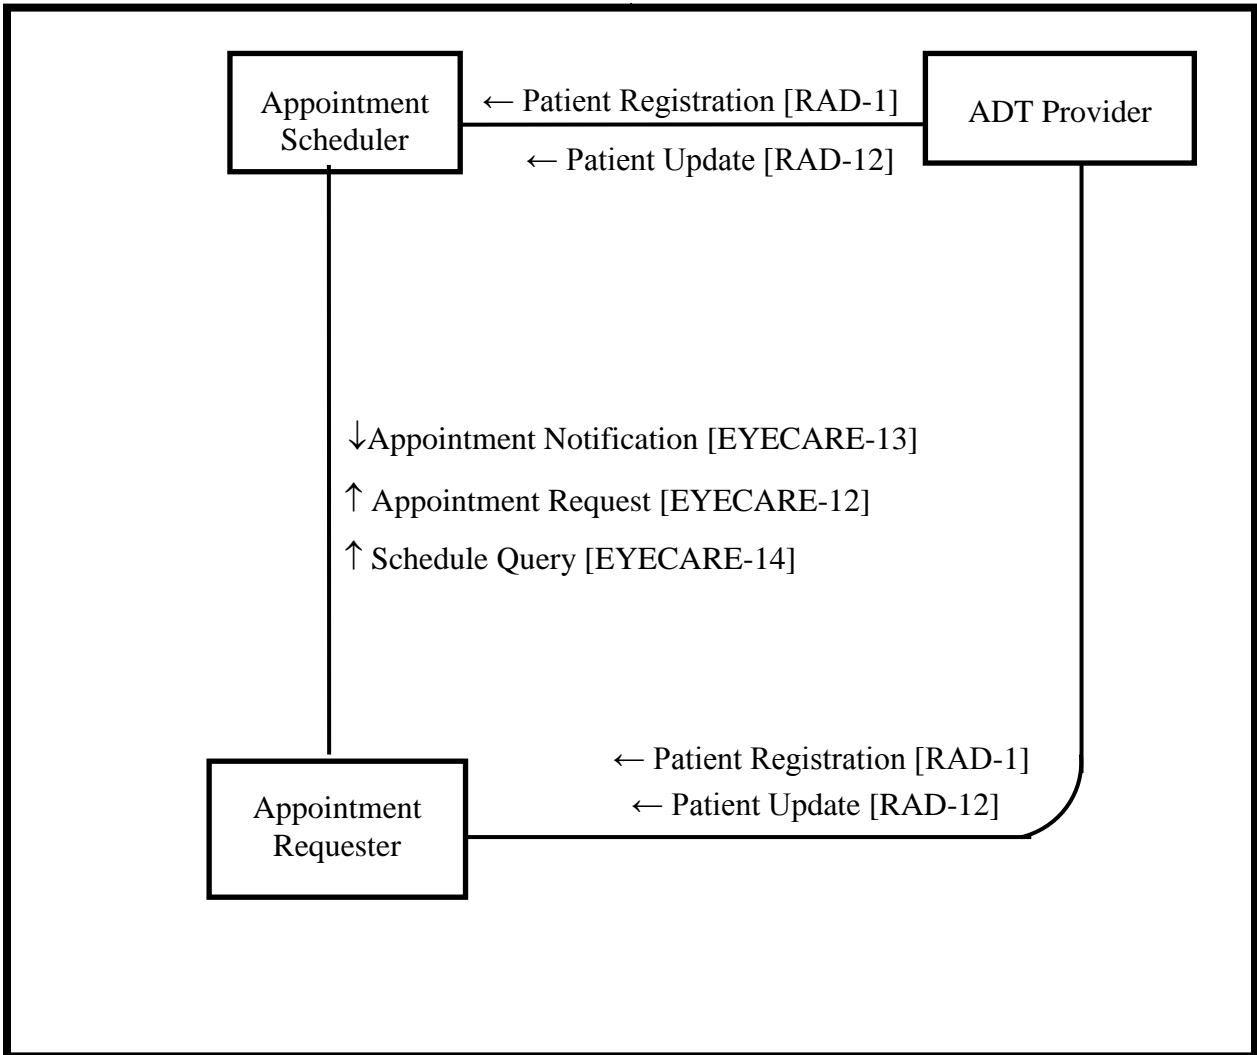 Appointment
Scheduler
← Patient Registration [RAD-1]
← Patient Update [RAD-12]
ADT Provider
↓Appointment Notification [EYECARE-13]
↑ Appointment Request [EYECARE-12]
↑ Schedule Query [EYECARE-14]
← Patient Registration [RAD-1]
← Patient Update [RAD-12]
Appointment
Requester